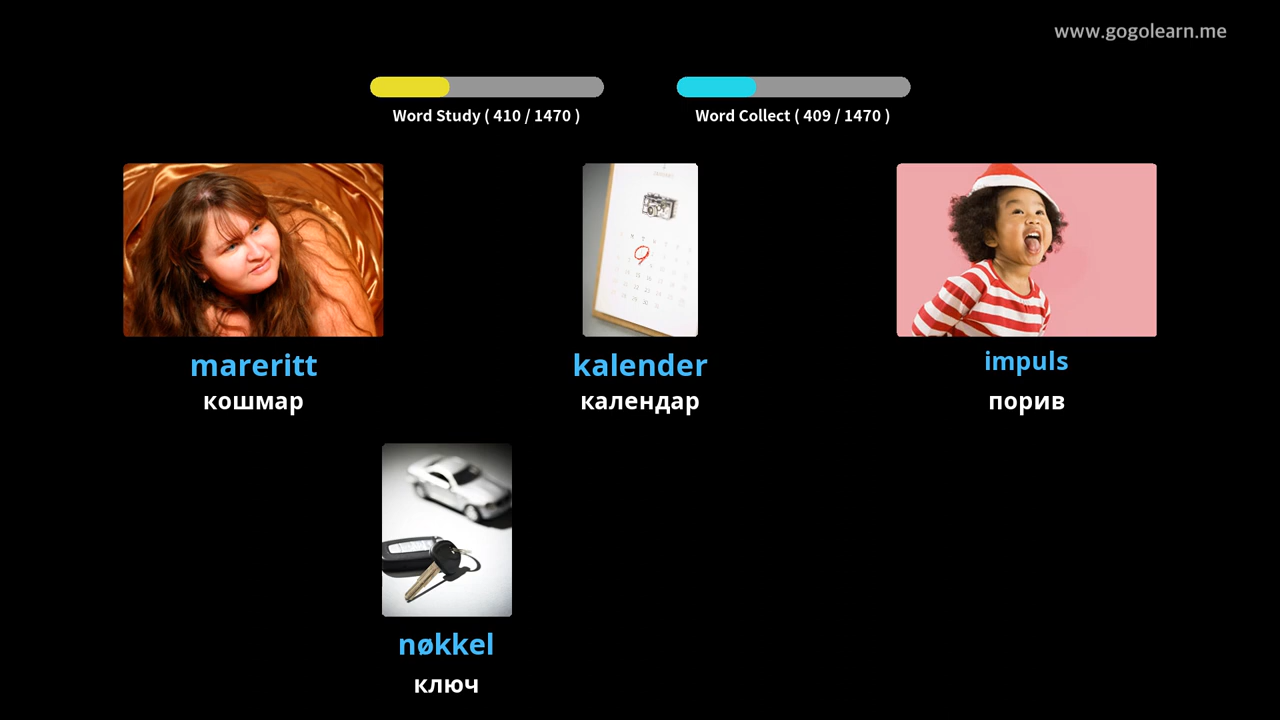 www.gogolearn.me
Word Study ( 410 / 1470 )
Word Collect ( 409 / 1470 )
mareritt
кошмар
kalender
календар
impuls
порив
nøkkel
ключ